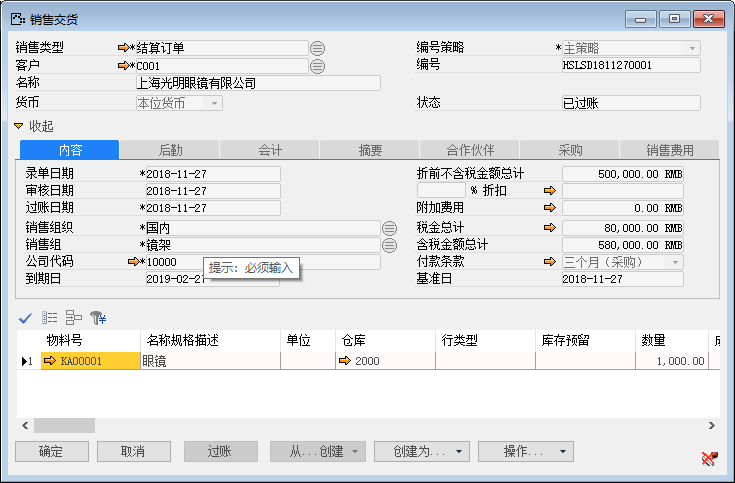 销售交货
销售类型 *结算订单 编号策略 *主策略
客户 *C001 编号 HSLSD1811270001
名称 上海光明眼镜有限公司
货币 本位货币 状态 已过账
收起
内容 后勤 会计 摘要 合作伙伴 采购 销售费用
录单日期 *2018-11-27 折前不含税金额总计 500,000.00 RMB
审核日期 *2018-11-27 % 折扣
过账日期 *2018-11-27 附加费用 0.00 RMB
销售组织 *国内 税金总计 80,000.00 RMB
销售组 *镜架 含税金额总计 580,000.00 RMB
公司代码 *10000 付款条款 三个月（采购）
提示：必须输入
到期日 2019-02-27 基准日 2018-11-27
物料号 名称规格描述 单位 仓库 行类型 库存预留 数量
1 KA00001 眼镜 2000 1,000.00
确定 取消 过账 从...创建 创建为... 操作...